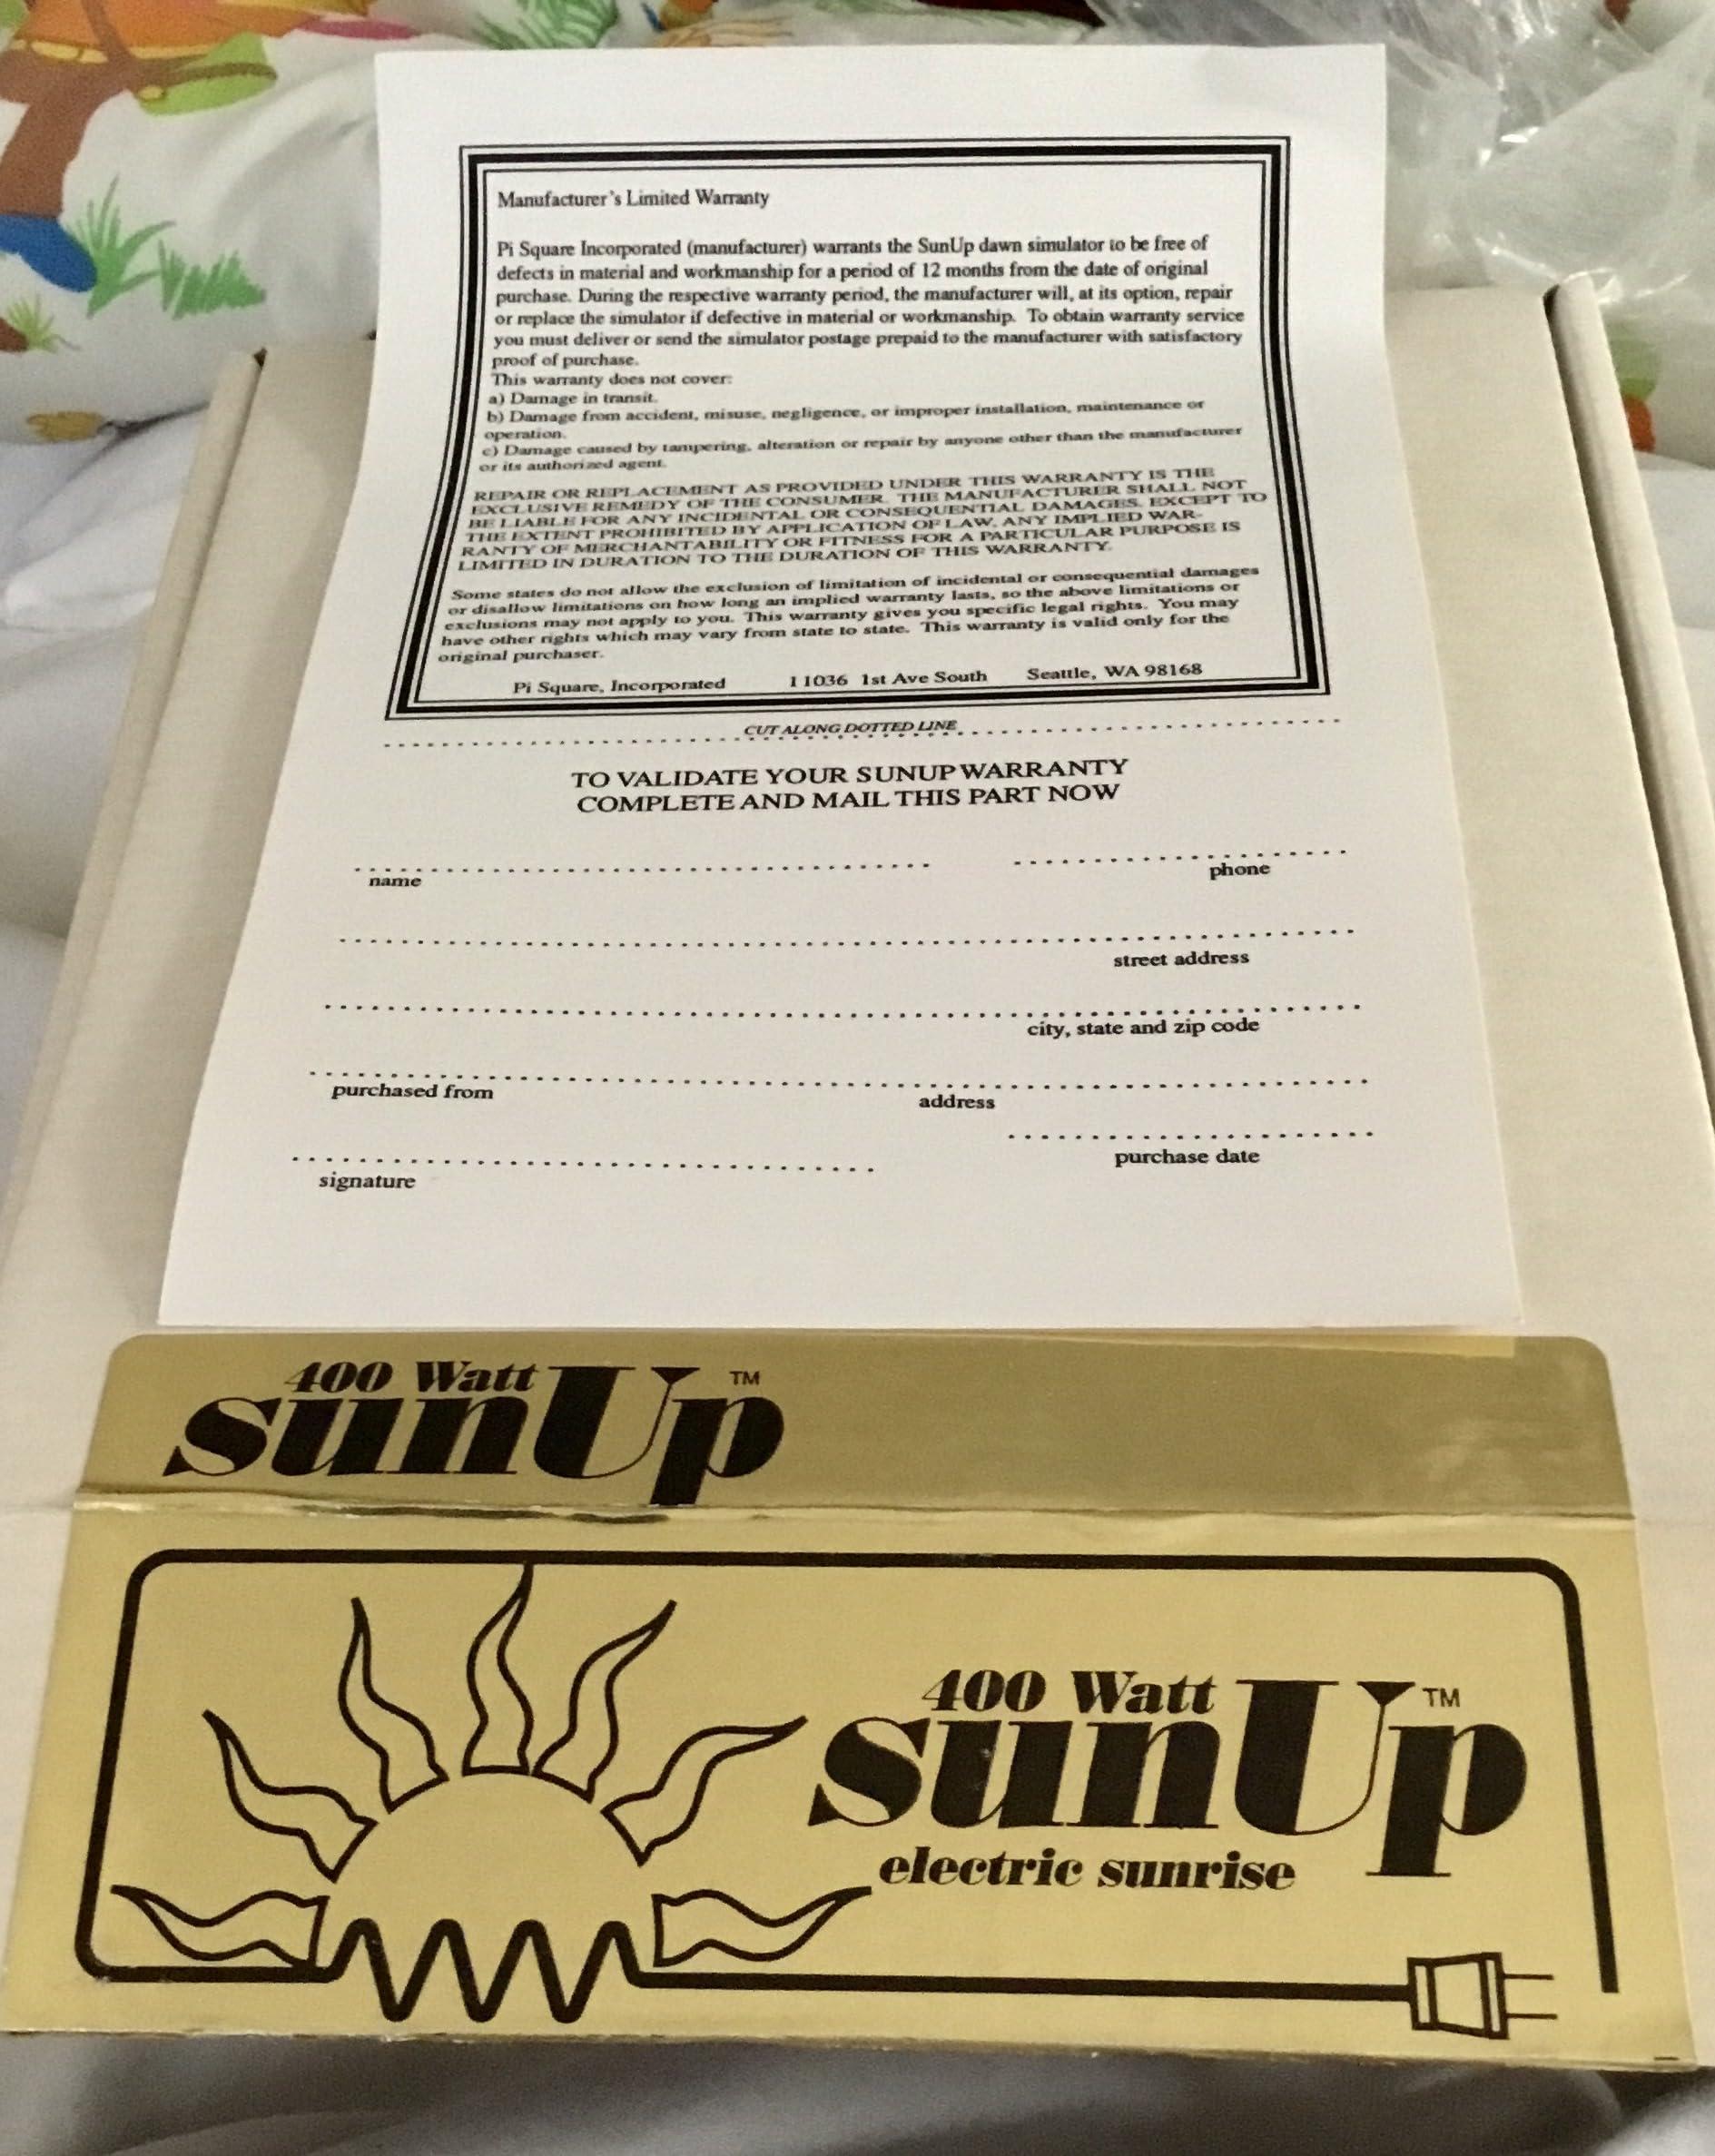 Manufacturer's Limited Warranty
Pi Square Incorporated (manufacturer) warrants the SunUp dawn simulator to be free of
defects in material and workmanship for a period of 12 months from the date of original
purchase. During the respective warranty period, the manufacturer will, at its option, repair
or replace the simulator if defective in material or workmanship. To obtain warranty service
you must deliver or send the simulator postage prepaid to the manufacturer with satisfactory
proof of purchase.
This warranty does not cover:
a) Damage in transit.
b) Damage from accident, misuse, negligence, or improper installation, maintenance or
operation.
c) Damage caused by tampering, alteration or repair by anyone other than the manufacturer
or its authorized agent.
REPAIR OR REPLACEMENT AS PROVIDED UNDER THIS WARRANTY IS THE
EXCLUSIVE REMEDY OF THE CONSUMER. THE MANUFACTURER SHALL NOT
BE LIABLE FOR ANY INCIDENTAL OR CONSEQUENTIAL DAMAGES. EXCEPT TO
THE EXTENT PROHIBITED BY APPLICATION OF LAW, ANY IMPLIED WAR-
RANTY OF MERCHANTABILITY OR FITNESS FOR A PARTICULAR PURPOSE IS
LIMITED IN DURATION TO THE DURATION OF THIS WARRANTY.
Some states do not allow the exclusion of limitation of incidental or consequential damages
or disallow limitations on how long an implied warranty lasts, so the above limitations or
exclusions may not apply to you. This warranty gives you specific legal rights. You may
have other rights which may vary from state to state. This warranty is valid only for the
original purchaser.
Pi Square, Incorporated 11036 1st Ave South Seattle, WA 98168
CUT ALONG DOTTED LINE
TO VALIDATE YOUR SUNUP WARRANTY
COMPLETE AND MAIL THIS PART NOW
name phone
street address
city, state and zip code
purchased from address
purchase date
signature
400 Watt
sunUp™
400 Watt
sunUp™
electric sunrise